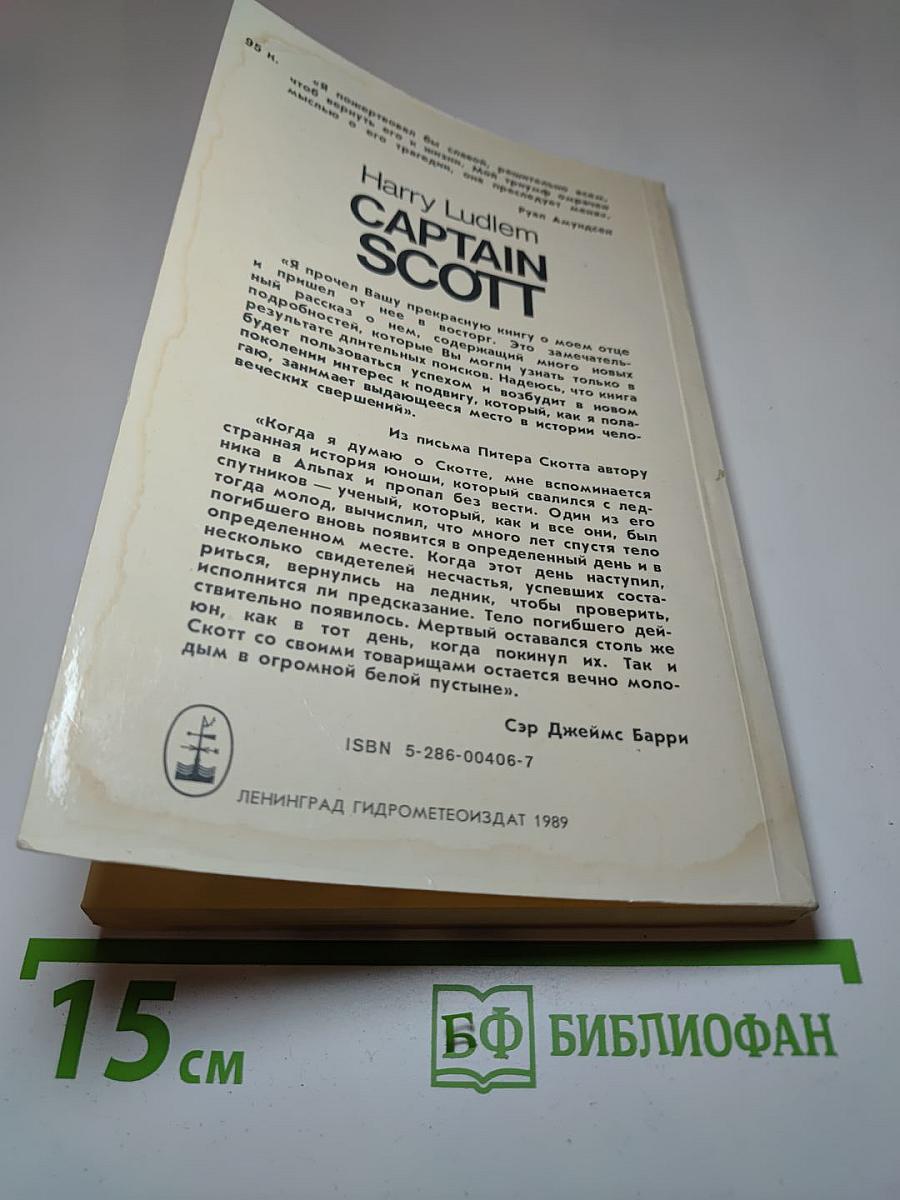 95 к.
«Я пожертвовал бы славой, решительно всем,
чтоб вернуть его к жизни. Мой триумф омрачен
мыслью о его трагедии, она преследует меня».
Руал Амундсен
Harry Ludlem
CAPTAIN
SCOTT
«Я прочел Вашу прекрасную книгу о моем отце
и пришел от нее в восторг. Это замечатель-
ный рассказ о нем, содержащий много новых
подробностей, которые Вы могли узнать только в
результате длительных поисков. Надеюсь, что книга
будет пользоваться успехом и возбудит в новом
поколении интерес к подвигу, который, как я пола-
гаю, занимает выдающееся место в истории чело-
веческих свершений».
Из письма Питера Скотта автору
«Когда я думаю о Скотте, мне вспоминается
странная история юноши, который свалился с лед-
ника в Альпах и пропал без вести. Один из его
спутников — ученый, который, как и все они, был
тогда молод, вычислил, что много лет спустя тело
погибшего вновь появится в определенный день и в
определенном месте. Когда этот день наступил,
несколько свидетелей несчастья, успевших соста-
риться, вернулись на ледник, чтобы проверить,
исполнится ли предсказание. Тело погибшего дей-
ствительно появилось. Мертвый оставался столь же
юн, как в тот день, когда покинул их. Так и
Скотт со своими товарищами остается вечно моло-
дым в огромной белой пустыне».
Сэр Джеймс Барри
ISBN 5-286-00406-7
ЛЕНИНГРАД ГИДРОМЕТЕОИЗДАТ 1989
15 см
БФ БИБЛИОФАН